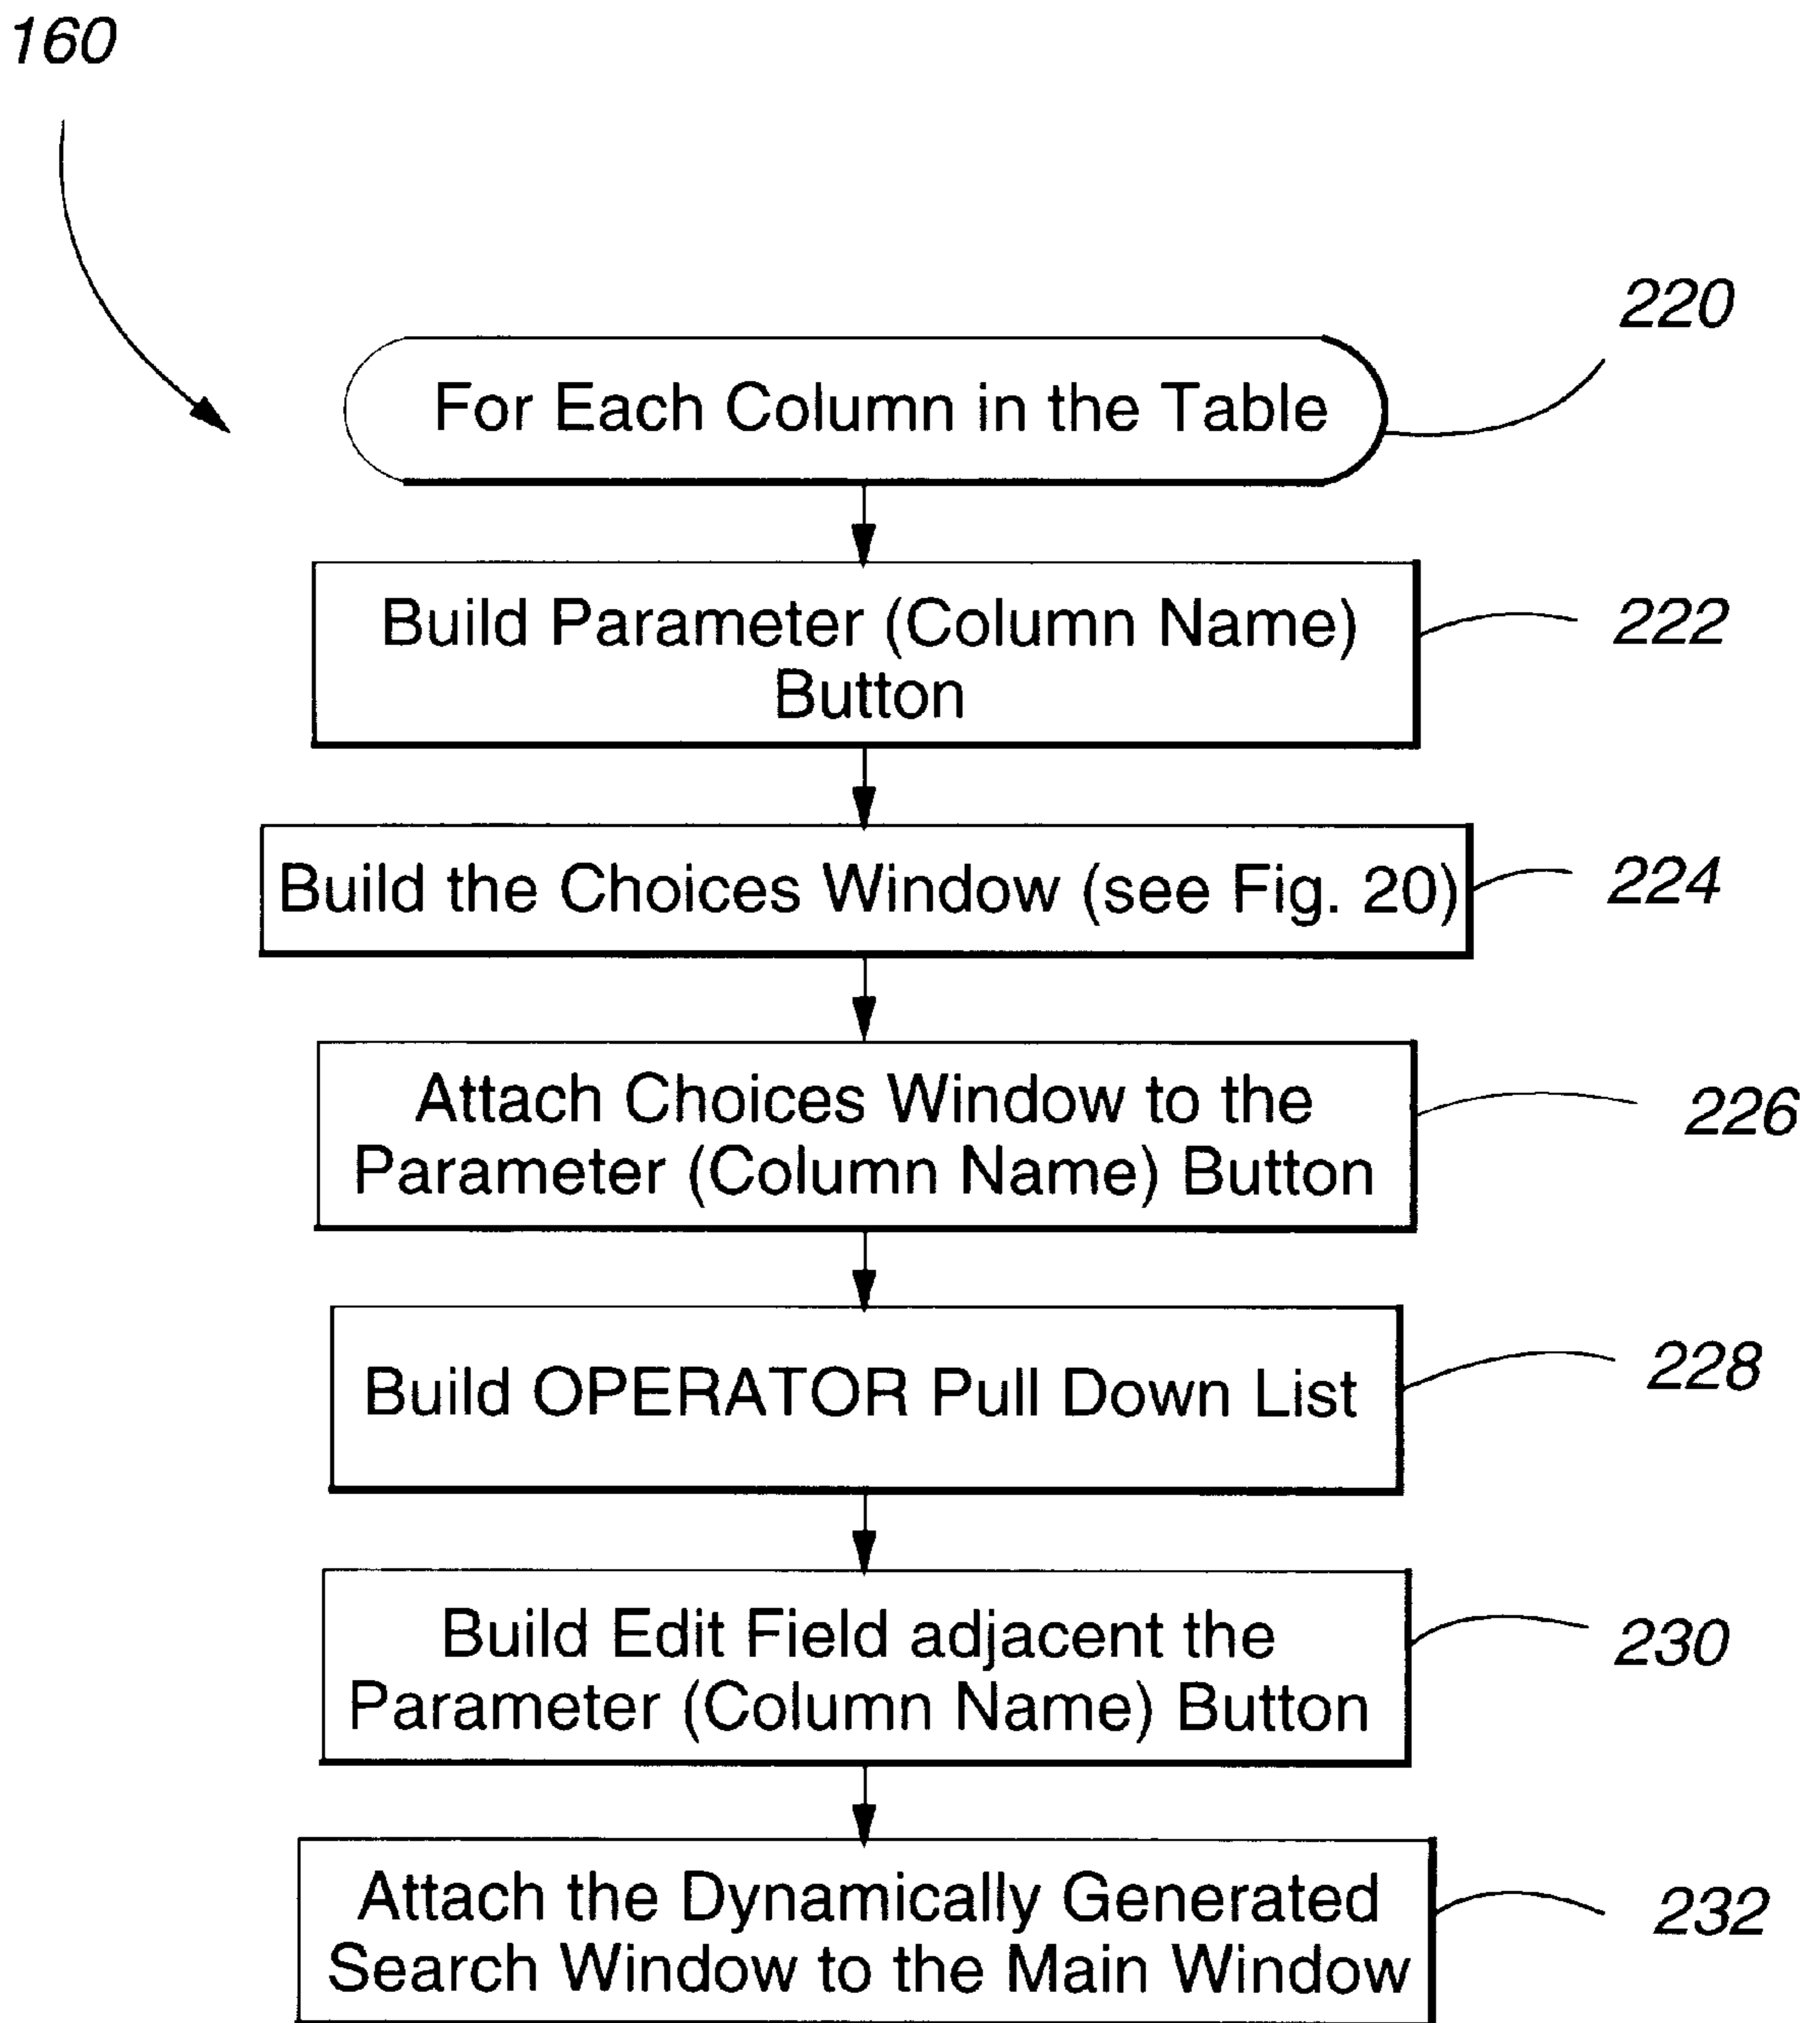 160
220
For Each Column in the Table
Build Parameter (Column Name)
Button
222
Build the Choices Window (see Fig. 20)
224
Attach Choices Window to the
Parameter (Column Name) Button
226
Build OPERATOR Pull Down List
228
Build Edit Field adjacent the
Parameter (Column Name) Button
230
Attach the Dynamically Generated
Search Window to the Main Window
232